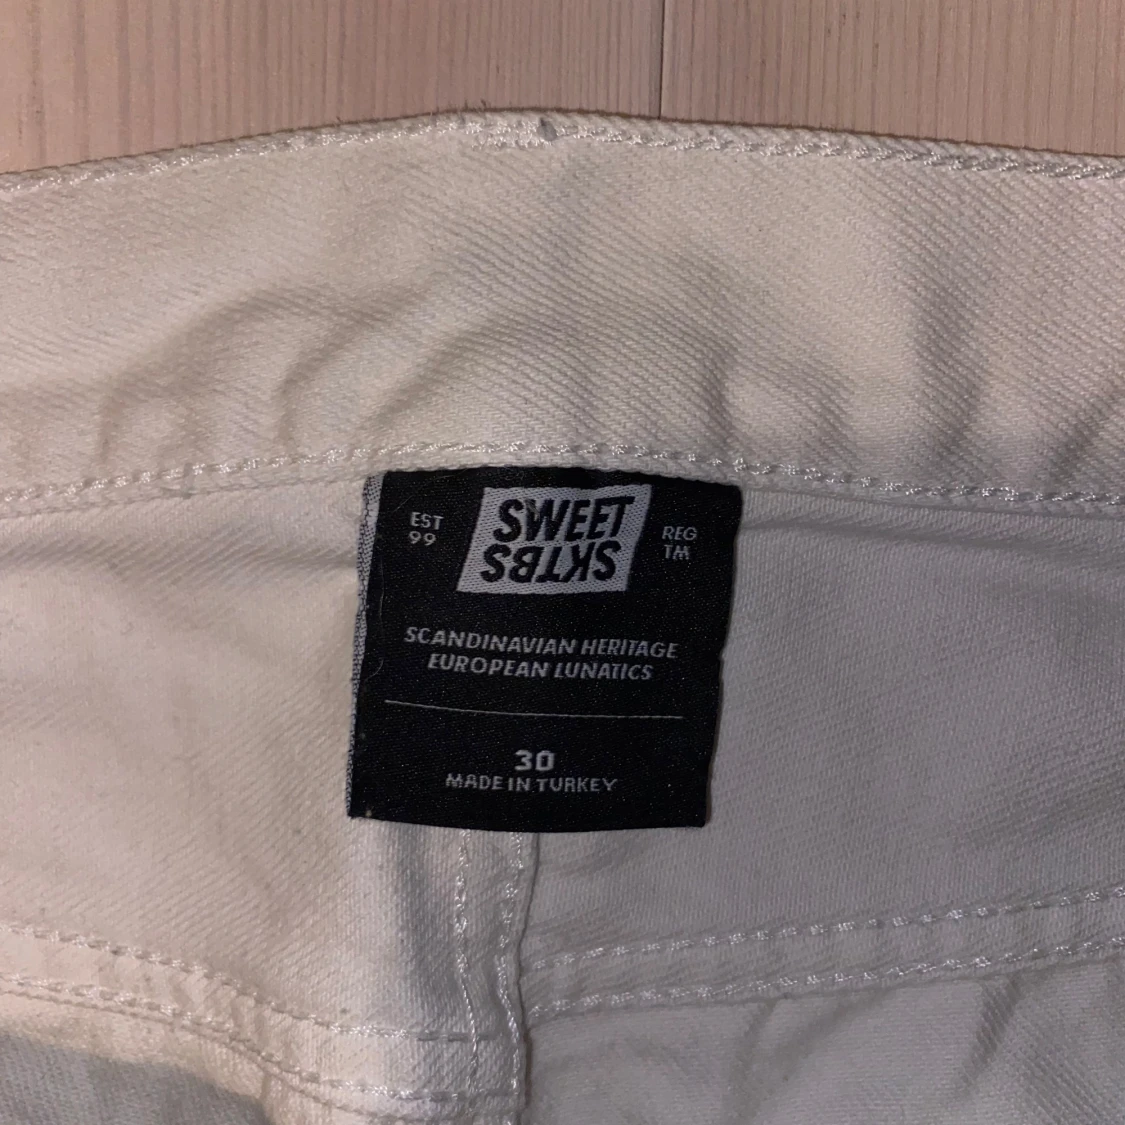 EST
99
SWEET
SKTBS
REG
TM
SCANDINAVIAN HERITAGE
EUROPEAN LUNATICS
30
MADE IN TURKEY